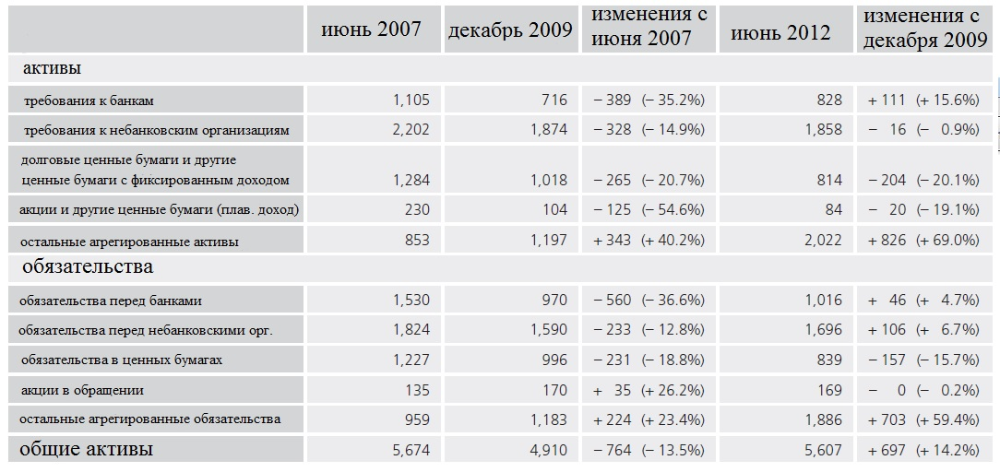 июнь 2007 декабрь 2009 изменения с июня 2007 июнь 2012 изменения с декабря 2009
активы
требования к банкам 1,105 716 – 389 (– 35.2%) 828 + 111 (+ 15.6%)
требования к небанковским организациям 2,202 1,874 – 328 (– 14.9%) 1,858 – 16 (– 0.9%)
долговые ценные бумаги и другие
ценные бумаги с фиксированным доходом 1,284 1,018 – 265 (– 20.7%) 814 – 204 (– 20.1%)
акции и другие ценные бумаги (плав. доход) 230 104 – 125 (– 54.6%) 84 – 20 (– 19.1%)
остальные агрегированные активы 853 1,197 + 343 (+ 40.2%) 2,022 + 826 (+ 69.0%)
обязательства
обязательства перед банками 1,530 970 – 560 (– 36.6%) 1,016 + 46 (+ 4.7%)
обязательства перед небанковскими орг. 1,824 1,590 – 233 (– 12.8%) 1,696 + 106 (+ 6.7%)
обязательства в ценных бумагах 1,227 996 – 231 (– 18.8%) 839 – 157 (– 15.7%)
акции в обращении 135 170 + 35 (+ 26.2%) 169 – 0 (– 0.2%)
остальные агрегированные обязательства 959 1,183 + 224 (+ 23.4%) 1,886 + 703 (+ 59.4%)
общие активы 5,674 4,910 – 764 (– 13.5%) 5,607 + 697 (+ 14.2%)